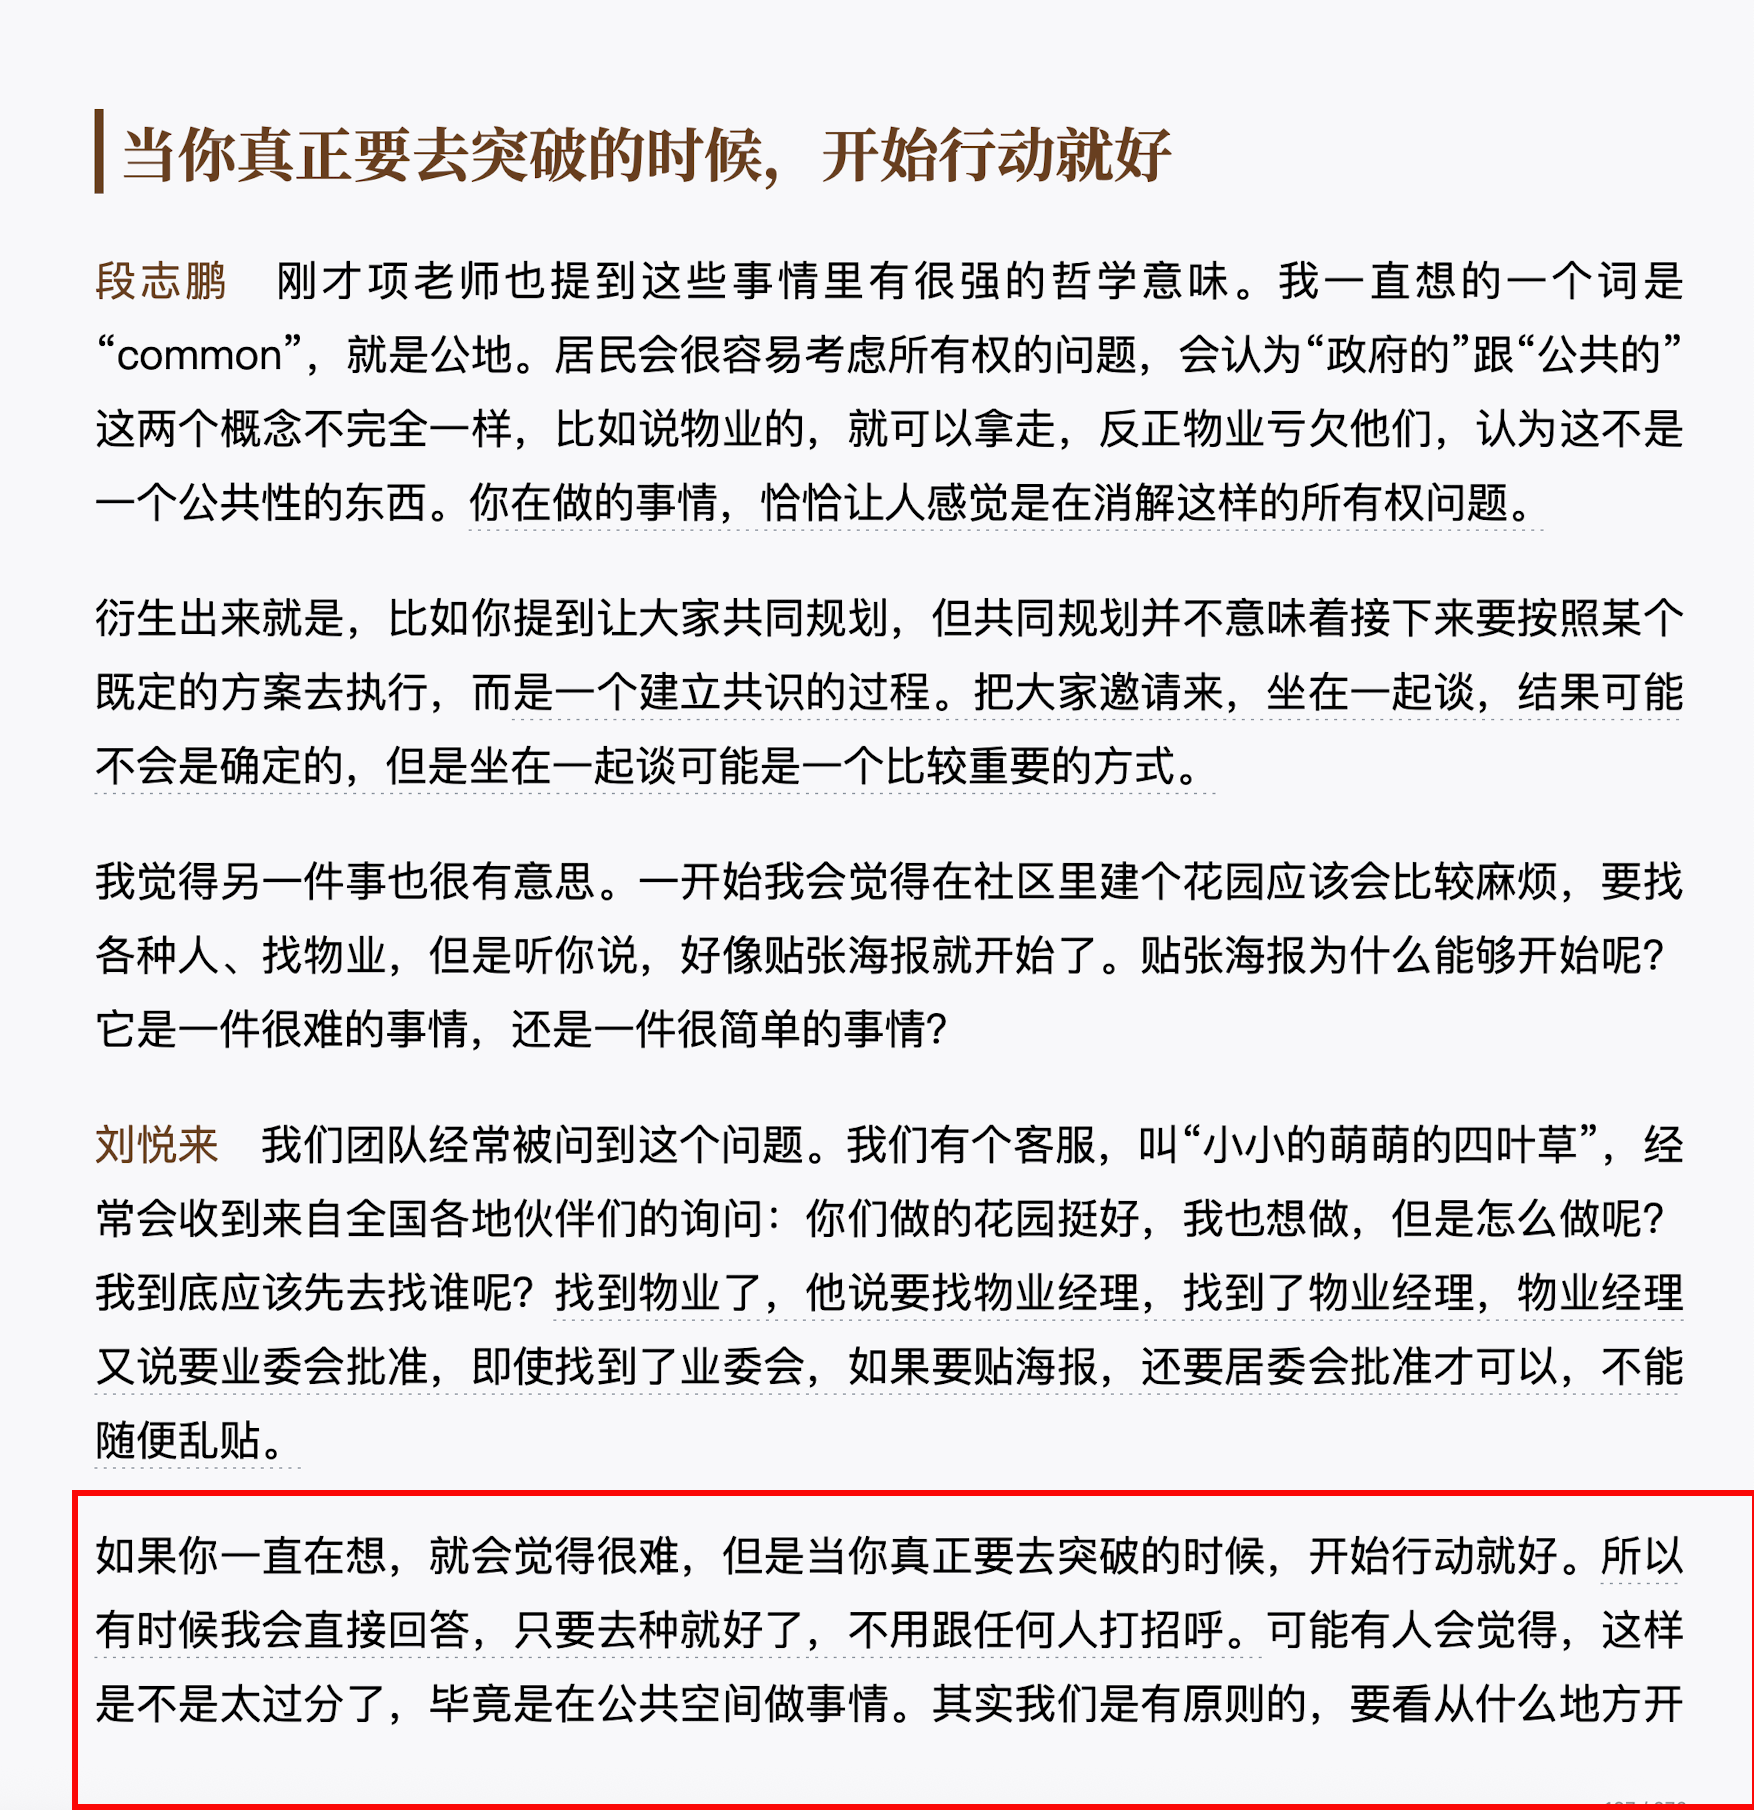 当你真正要去突破的时候，开始行动就好
段志鹏　刚才项老师也提到这些事情里有很强的哲学意味。我一直想的一个词是
“common”，就是公地。居民会很容易考虑所有权的问题，会认为“政府的”跟“公共的”
这两个概念不完全一样，比如说物业的，就可以拿走，反正物业亏欠他们，认为这不是
一个公共性的东西。你在做的事情，恰恰让人感觉是在消解这样的所有权问题。
衍生出来就是，比如你提到让大家共同规划，但共同规划并不意味着接下来要按照某个
既定的方案去执行，而是一个建立共识的过程。把大家邀请来，坐在一起谈，结果可能
不会是确定的，但是坐在一起谈可能是一个比较重要的方式。
我觉得另一件事也很有意思。一开始我会觉得在社区里建个花园应该会比较麻烦，要找
各种人、找物业，但是听你说，好像贴张海报就开始了。贴张海报为什么能够开始呢？
它是一件很难的事情，还是一件很简单的事情？
刘悦来　我们团队经常被问到这个问题。我们有个客服，叫“小小的萌萌的四叶草”，经
常会收到来自全国各地伙伴们的询问：你们做的花园挺好，我也想做，但是怎么做呢？
我到底应该先去找谁呢？找到物业了，他说要找物业经理，找到了物业经理，物业经理
又说要业委会批准，即使找到了业委会，如果要贴海报，还要居委会批准才可以，不能
随便乱贴。
如果你一直在想，就会觉得很难，但是当你真正要去突破的时候，开始行动就好。所以
有时候我会直接回答，只要去种就好了，不用跟任何人打招呼。可能有人会觉得，这样
是不是太过分了，毕竟是在公共空间做事情。其实我们是有原则的，要看从什么地方开